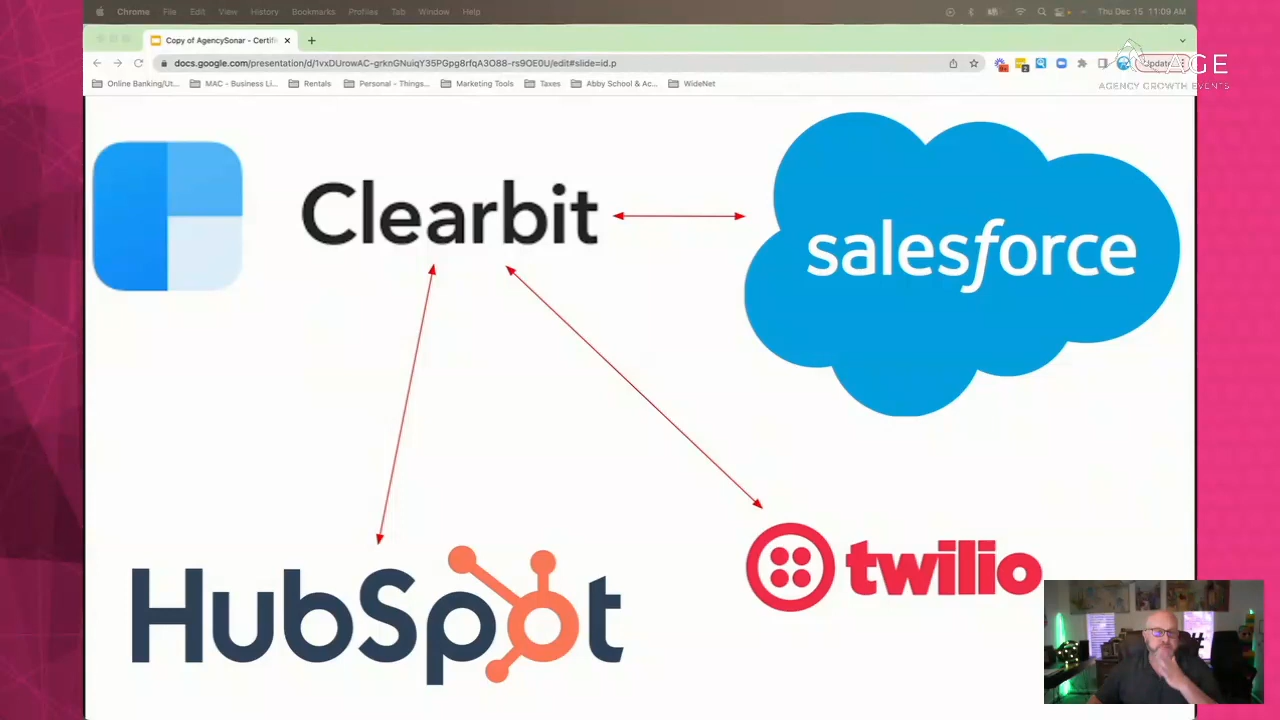 Chrome File Edit View History Bookmarks Profiles Tab Window Help
Thu Dec 15 11:09 AM
Copy of AgencySonar - Certifi
docs.google.com/presentation/d/1vxDUrowAC-grknGNuiqY35PGpg8rfqA3O88-rs9OE0U/edit#slide=id.p
Update
AGE
AGENCY GROWTH EVENTS
Online Banking/Ut... MAC - Business Li... Rentals Personal - Things... Marketing Tools Taxes Abby School & Ac... WideNet
Clearbit
salesforce
HubSpot
twilio